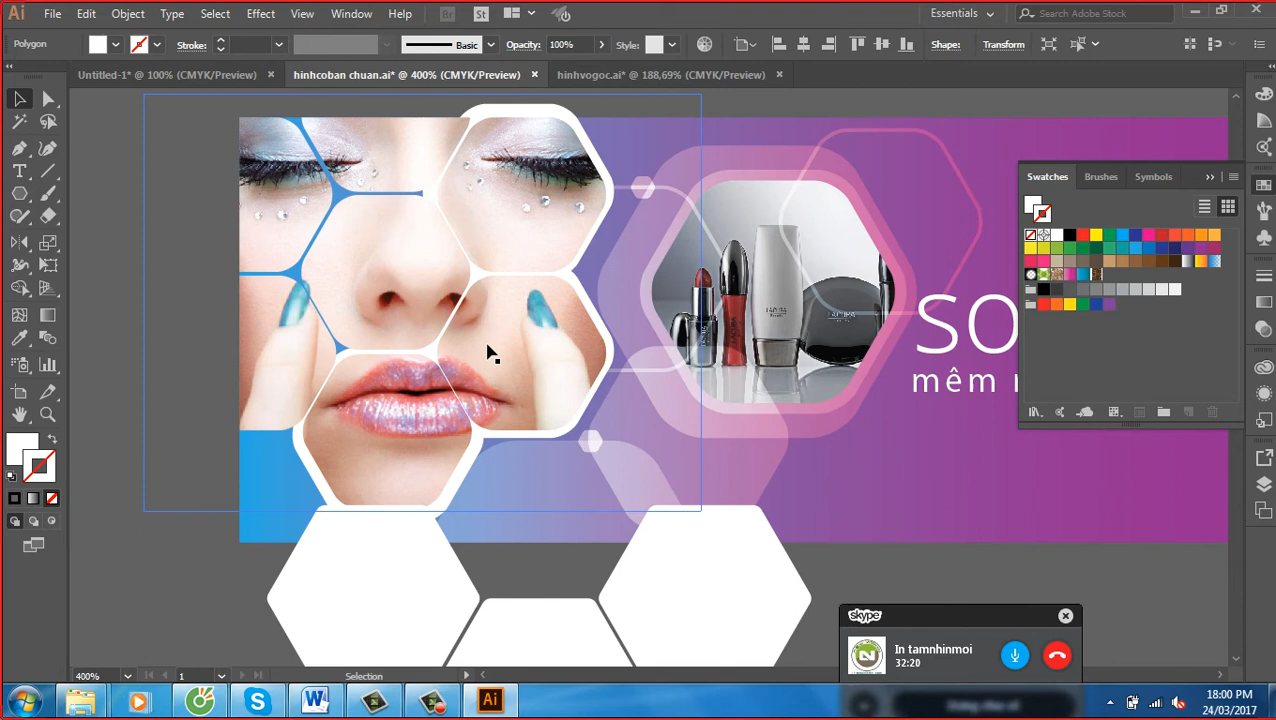 Ai File Edit Object Type Select Effect View Window Help Br St Essentials Search Adobe Stock
Polygon Stroke: Basic Opacity: 100% Style: Shape: Transform
Untitled-1* @ 100% (CMYK/Preview) hinhcoban chuan.ai* @ 400% (CMYK/Preview) hinhvogoc.ai* @ 188,69% (CMYK/Preview)
Swatches Brushes Symbols
SO
mêm
skype
In tamnhinmoi
32:20
400% 1 Selection
18:00 PM
24/03/2017